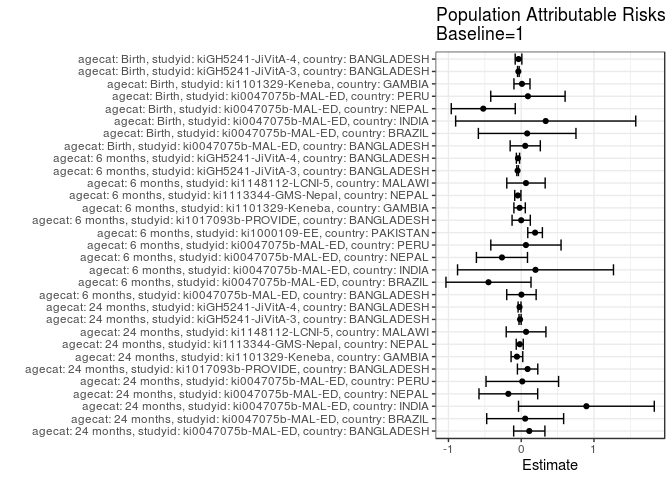 Population Attributable Risks
Baseline=1
agecat: Birth, studyid: kiGH5241-JiVitA-4, country: BANGLADESH
agecat: Birth, studyid: kiGH5241-JiVitA-3, country: BANGLADESH
agecat: Birth, studyid: ki1101329-Keneba, country: GAMBIA
agecat: Birth, studyid: ki0047075b-MAL-ED, country: PERU
agecat: Birth, studyid: ki0047075b-MAL-ED, country: NEPAL
agecat: Birth, studyid: ki0047075b-MAL-ED, country: INDIA
agecat: Birth, studyid: ki0047075b-MAL-ED, country: BRAZIL
agecat: Birth, studyid: ki0047075b-MAL-ED, country: BANGLADESH
agecat: 6 months, studyid: kiGH5241-JiVitA-4, country: BANGLADESH
agecat: 6 months, studyid: kiGH5241-JiVitA-3, country: BANGLADESH
agecat: 6 months, studyid: ki1148112-LCNI-5, country: MALAWI
agecat: 6 months, studyid: ki1113344-GMS-Nepal, country: NEPAL
agecat: 6 months, studyid: ki1101329-Keneba, country: GAMBIA
agecat: 6 months, studyid: ki1017093b-PROVIDE, country: BANGLADESH
agecat: 6 months, studyid: ki1000109-EE, country: PAKISTAN
agecat: 6 months, studyid: ki0047075b-MAL-ED, country: PERU
agecat: 6 months, studyid: ki0047075b-MAL-ED, country: NEPAL
agecat: 6 months, studyid: ki0047075b-MAL-ED, country: INDIA
agecat: 6 months, studyid: ki0047075b-MAL-ED, country: BRAZIL
agecat: 6 months, studyid: ki0047075b-MAL-ED, country: BANGLADESH
agecat: 24 months, studyid: kiGH5241-JiVitA-4, country: BANGLADESH
agecat: 24 months, studyid: kiGH5241-JiVitA-3, country: BANGLADESH
agecat: 24 months, studyid: ki1148112-LCNI-5, country: MALAWI
agecat: 24 months, studyid: ki1113344-GMS-Nepal, country: NEPAL
agecat: 24 months, studyid: ki1101329-Keneba, country: GAMBIA
agecat: 24 months, studyid: ki1017093b-PROVIDE, country: BANGLADESH
agecat: 24 months, studyid: ki0047075b-MAL-ED, country: PERU
agecat: 24 months, studyid: ki0047075b-MAL-ED, country: NEPAL
agecat: 24 months, studyid: ki0047075b-MAL-ED, country: INDIA
agecat: 24 months, studyid: ki0047075b-MAL-ED, country: BRAZIL
agecat: 24 months, studyid: ki0047075b-MAL-ED, country: BANGLADESH
-1 0 1
Estimate